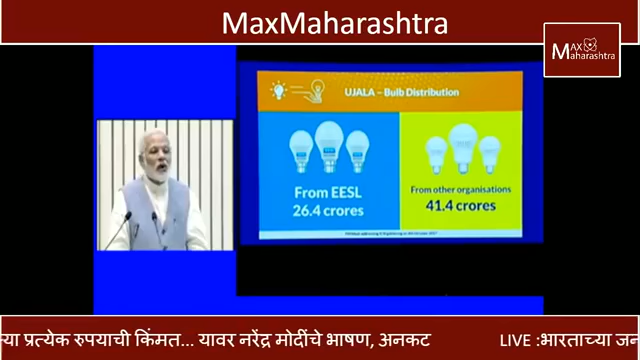 MaxMaharashtra
MAX
Maharashtra
UJALA – Bulb Distribution
From EESL
26.4 crores
From other organisations
41.4 crores
प्रत्येक रुपयाची किंमत... यावर नरेंद्र मोदींचे भाषण, अनकट
LIVE :भारताच्या